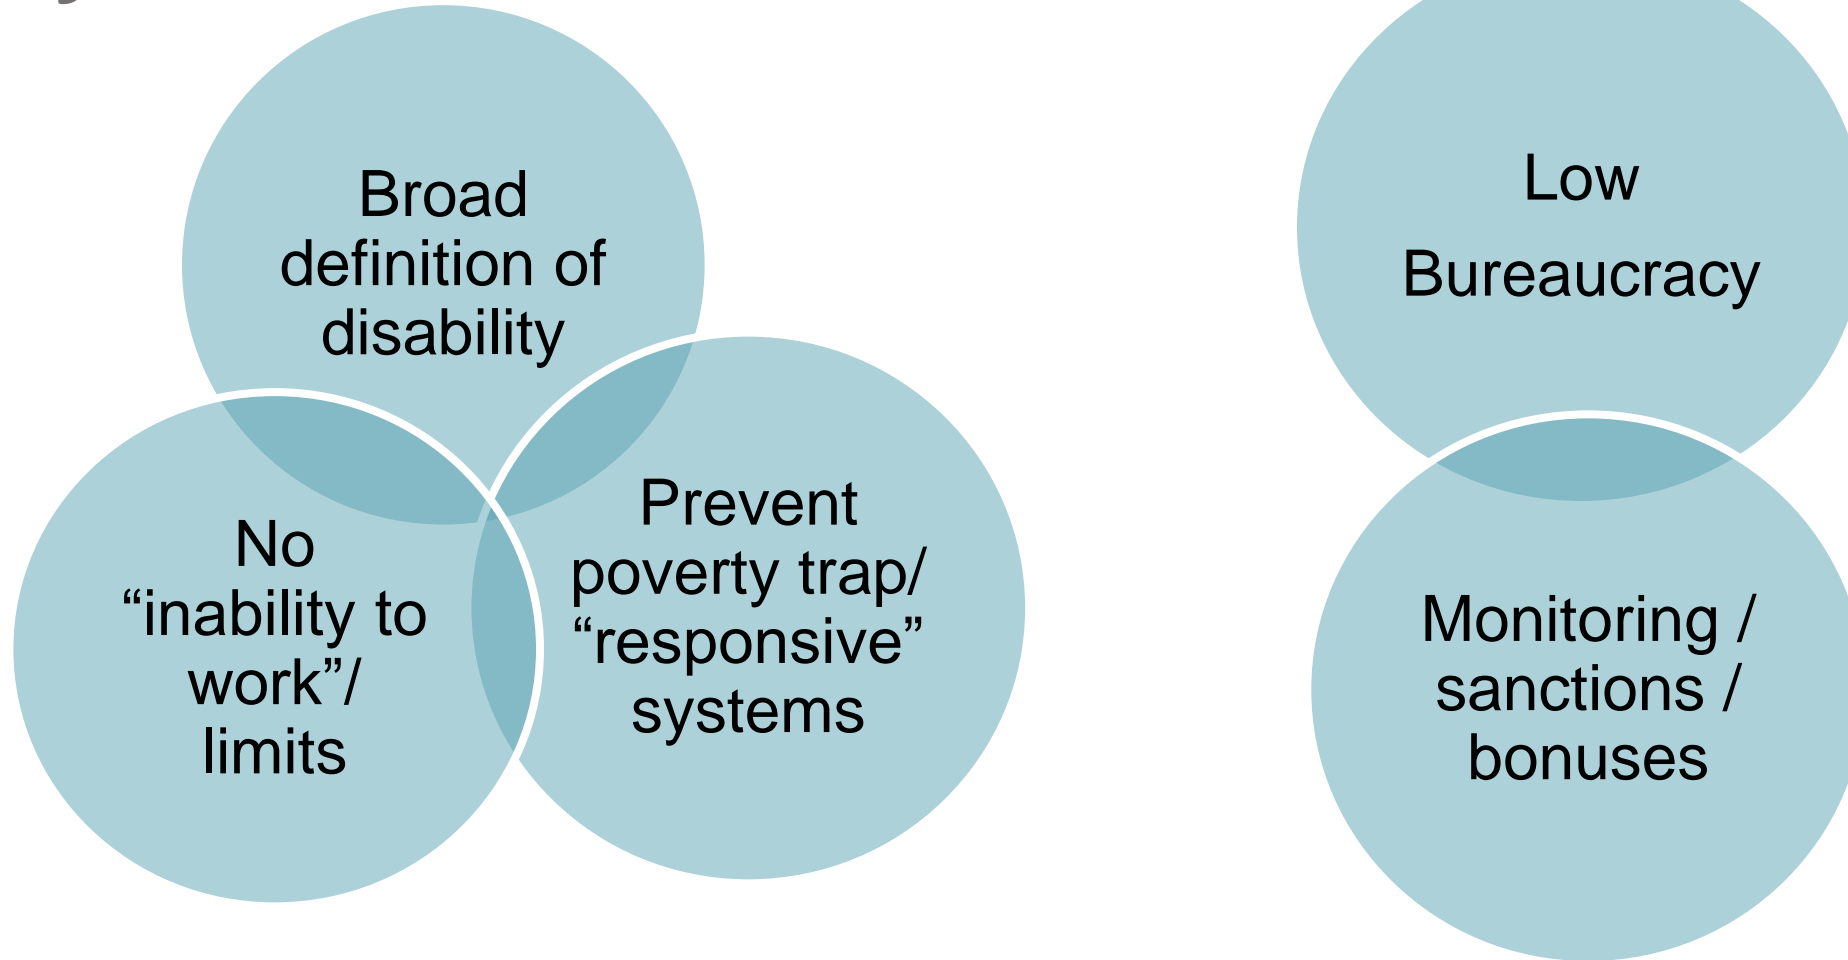 Broad
definition of
disability
No
“inability to
work”/
limits
Prevent
poverty trap/
“responsive”
systems
Low
Bureaucracy
Monitoring /
sanctions /
bonuses